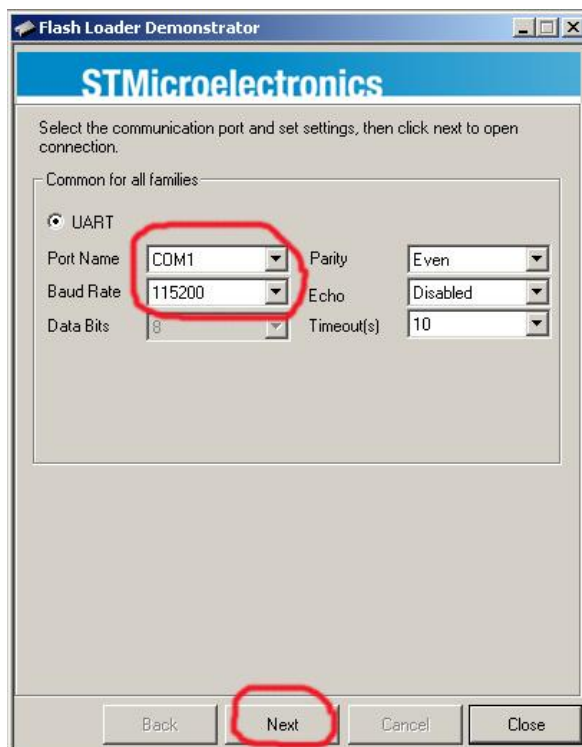 Flash Loader Demonstrator
STMicroelectronics
Select the communication port and set settings, then click next to open
connection.
Common for all families
UART
Port Name COM1 Parity Even
Baud Rate 115200 Echo Disabled
Data Bits 8 Timeout(s) 10
Back Next Cancel Close